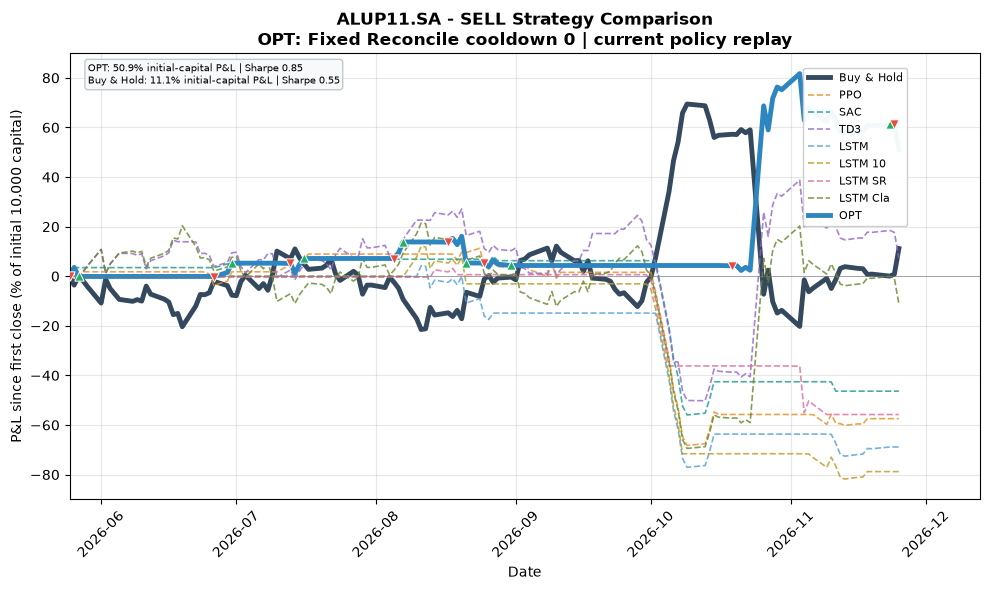 ALUP11.SA - SELL Strategy Comparison
OPT: Fixed Reconcile cooldown 0 | current policy replay
OPT: 50.9% initial-capital P&L | Sharpe 0.85
Buy & Hold: 11.1% initial-capital P&L | Sharpe 0.55
Buy & Hold
PPO
SAC
TD3
LSTM
LSTM 10
LSTM SR
LSTM Cla
OPT
P&L since first close (% of initial 10,000 capital)
80
60
40
20
0
−20
−40
−60
−80
2026-06
2026-07
2026-08
2026-09
2026-10
2026-11
2026-12
Date